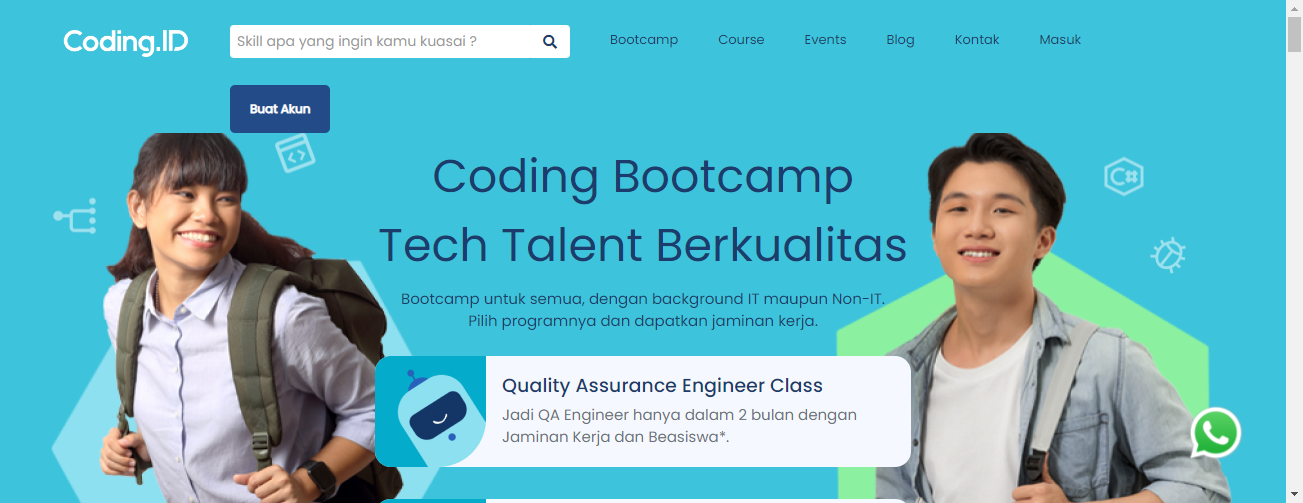 Coding.ID
Skill apa yang ingin kamu kuasai ?
Bootcamp
Course
Events
Blog
Kontak
Masuk
Buat Akun
Coding Bootcamp
Tech Talent Berkualitas
Bootcamp untuk semua, dengan background IT maupun Non-IT.
Pilih programnya dan dapatkan jaminan kerja.
C#
Quality Assurance Engineer Class
Jadi QA Engineer hanya dalam 2 bulan dengan
Jaminan Kerja dan Beasiswa*.